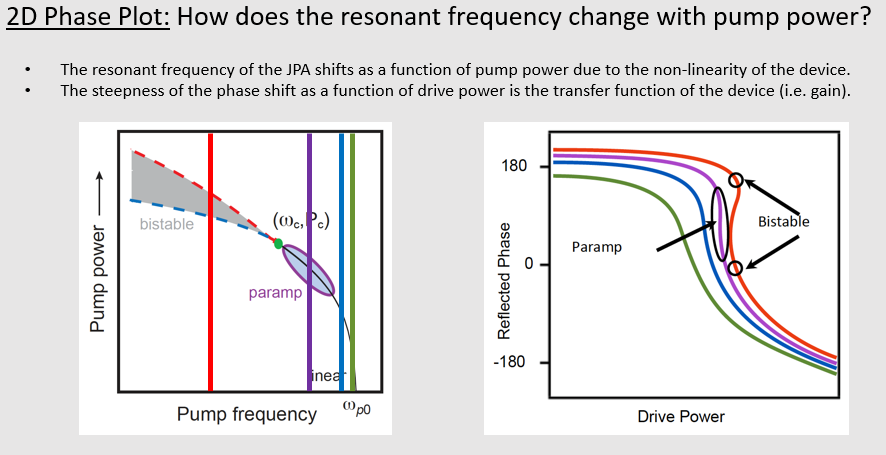 2D Phase Plot: How does the resonant frequency change with pump power?
• The resonant frequency of the JPA shifts as a function of pump power due to the non-linearity of the device.
• The steepness of the phase shift as a function of drive power is the transfer function of the device (i.e. gain).
Pump power
bistable
(ωc, Pc)
paramp
inear
Pump frequency
ωp0
Reflected Phase
180
0
-180
Paramp
Bistable
Drive Power